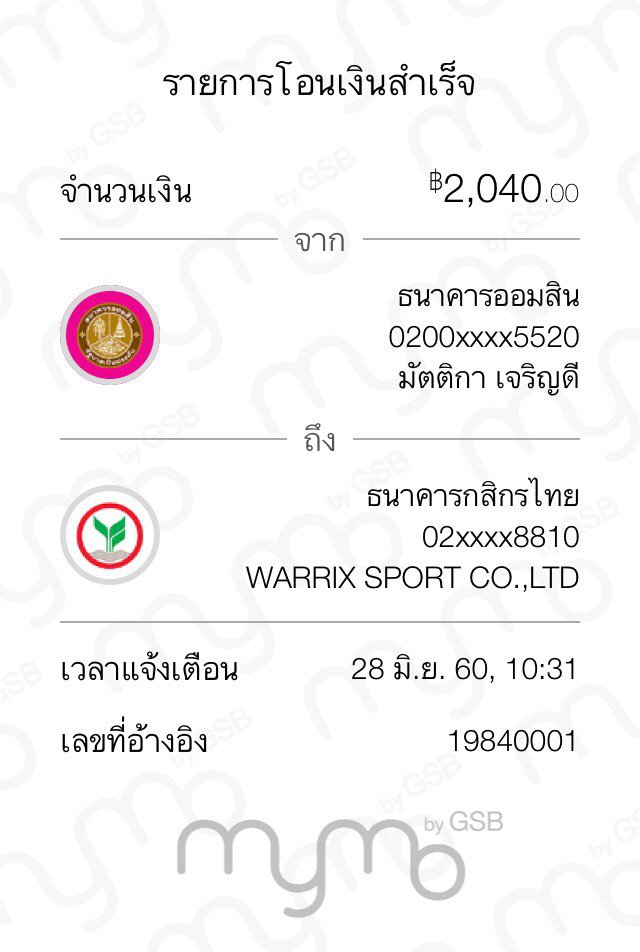 รายการโอนเงินสำเร็จ
จำนวนเงิน ฿2,040.00
จาก
ธนาคารออมสิน
0200xxxx5520
มัตติกา เจริญดี
ถึง
ธนาคารกสิกรไทย
02xxxx8810
WARRIX SPORT CO.,LTD
เวลาแจ้งเตือน 28 มิ.ย. 60, 10:31
เลขที่อ้างอิง 19840001
mymo by GSB